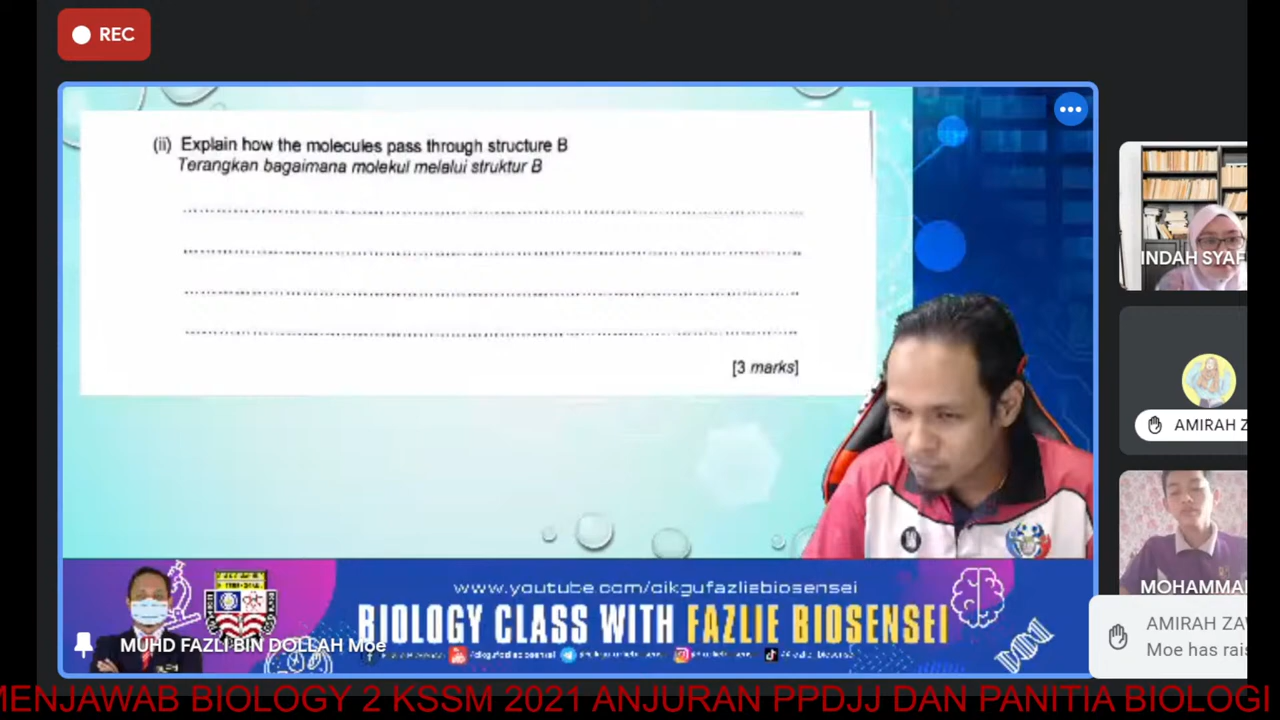 REC
(ii) Explain how the molecules pass through structure B
Terangkan bagaimana molekul melalui struktur B
[3 marks]
INDAH SYAF
AMIRAH Z
MOHAMMA
AMIRAH ZAW
Moe has rais
www.youtube.com/cikgufazliebiosensei
BIOLOGY CLASS WITH FAZLIE BIOSENSEI
MUHD FAZLI BIN DOLLAH Moe
MENJAWAB BIOLOGY 2 KSSM 2021 ANJURAN PPDJJ DAN PANITIA BIOLOGI